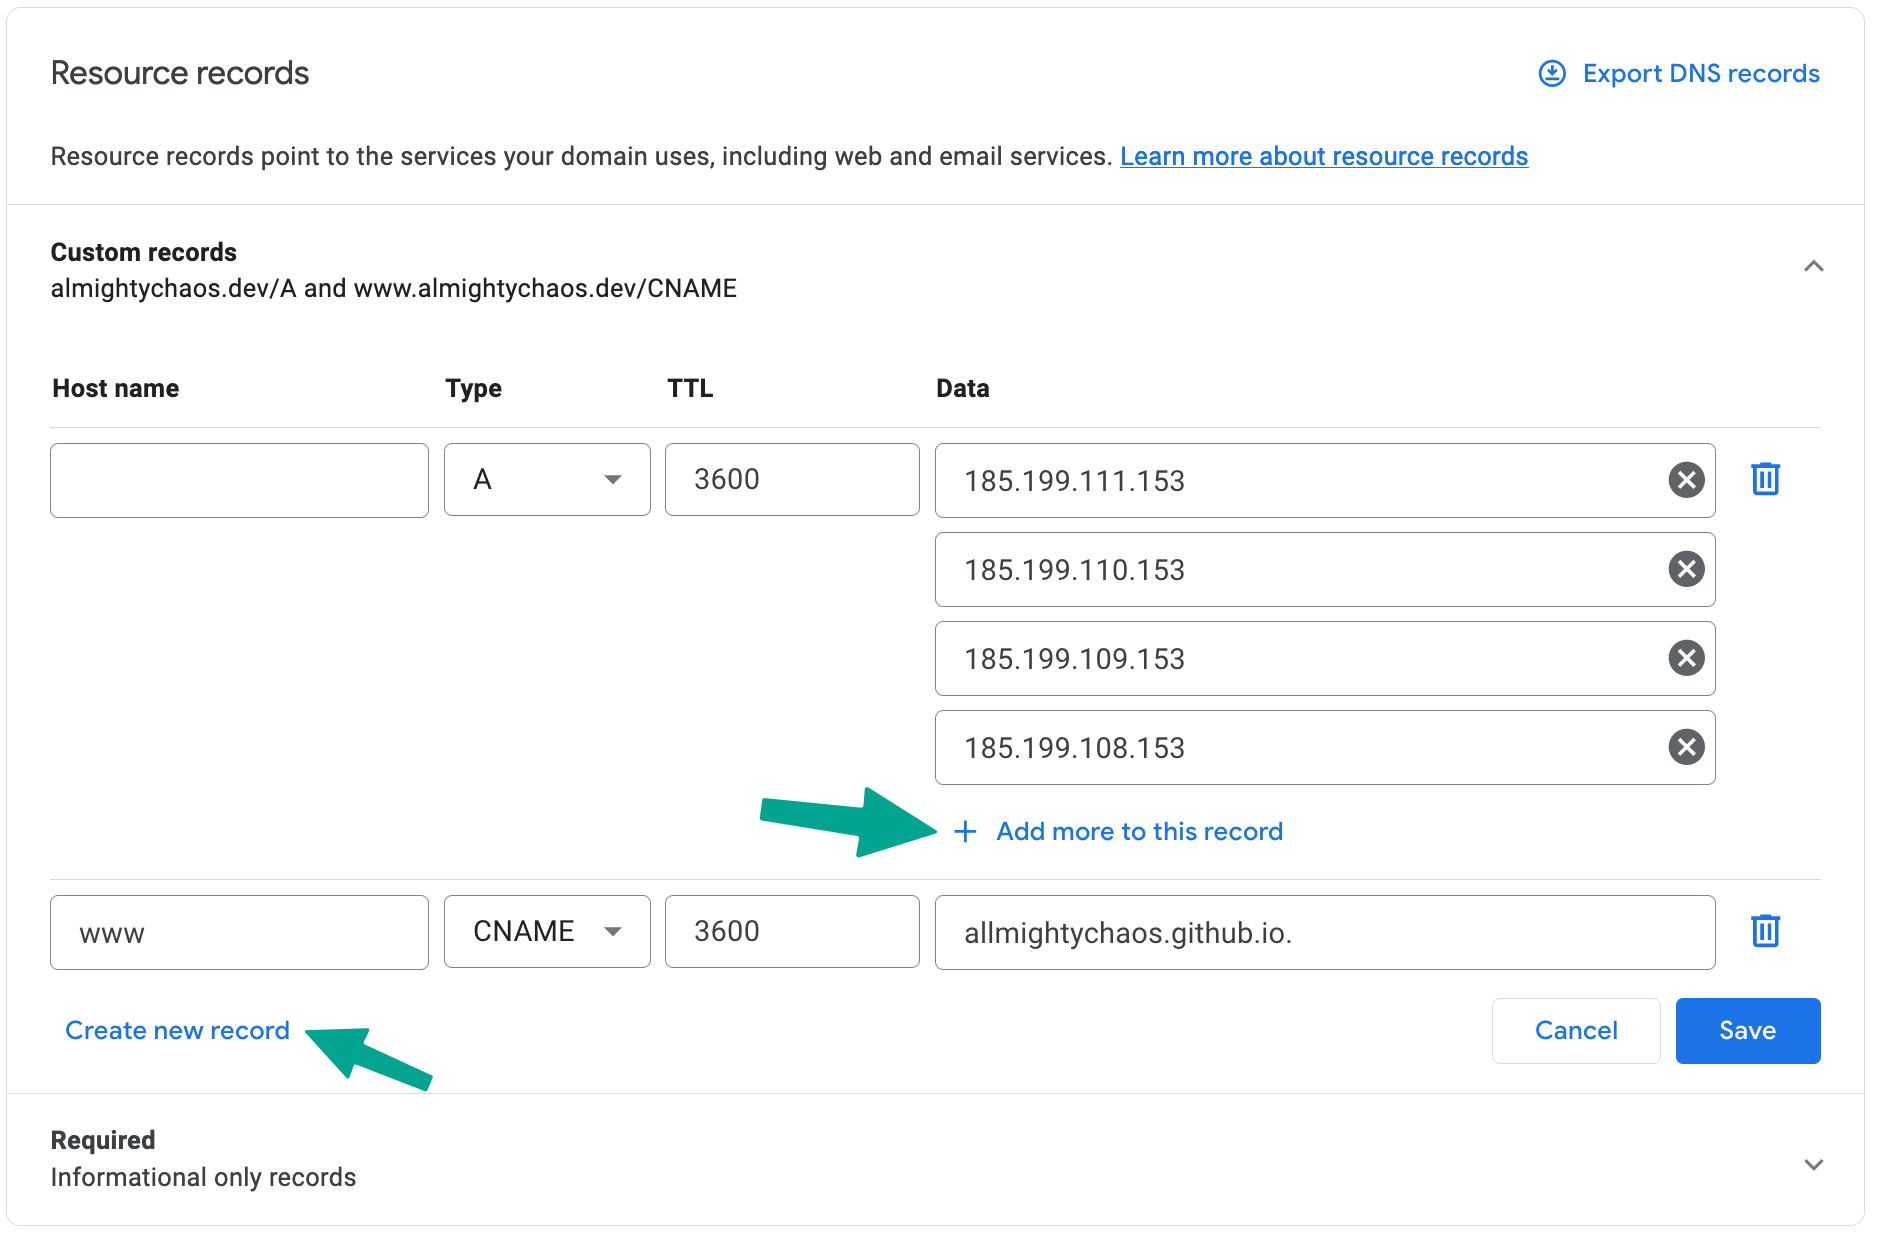 Resource records
Export DNS records
Resource records point to the services your domain uses, including web and email services. Learn more about resource records
Custom records
almightychaos.dev/A and www.almightychaos.dev/CNAME
Host name Type TTL Data
A 3600 185.199.111.153
185.199.110.153
185.199.109.153
185.199.108.153
Add more to this record
www CNAME 3600 allmightychaos.github.io.
Create new record Cancel Save
Required
Informational only records